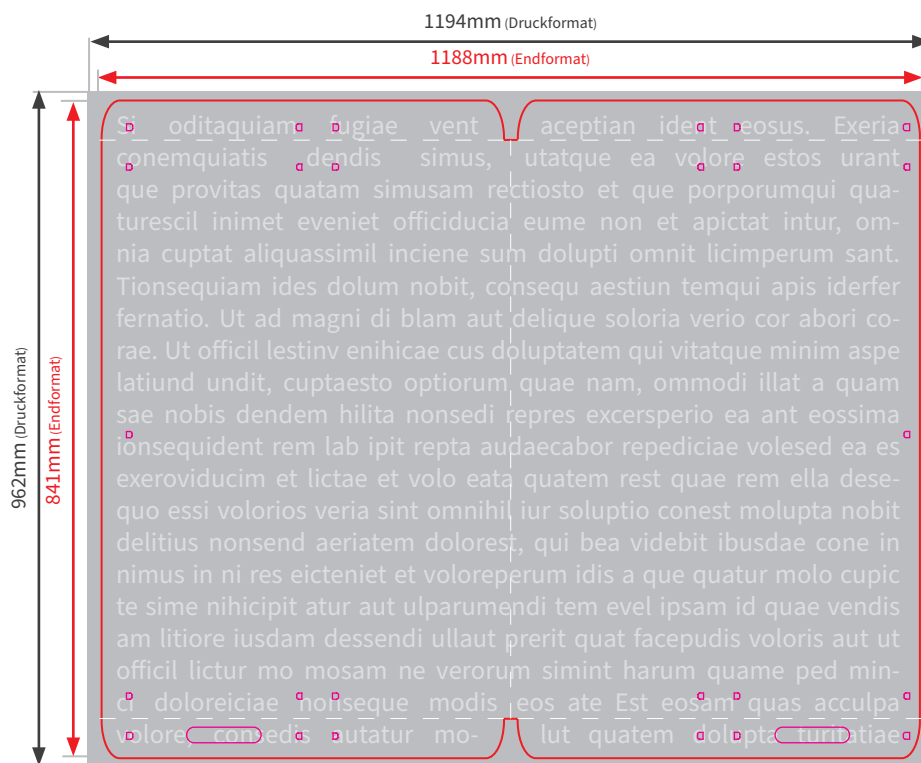 1194mm (Druckformat)
1188mm (Endformat)
962mm (Druckformat)
841mm (Endformat)
Si oditaquiam fugiae vent aceptian ident eosus. Exeria
conemquiatis dendis simus, utatque ea volore estos urant
que provitas quatam simusam rectiosto et que porporumqui qua-
turescil inimet eveniet officiducia eume non et apictat intur, om-
nia cuptat aliquassimil inciene sum dolupti omnit licimperum sant.
Tionsequiam ides dolum nobit, consequ aestiun temqui apis iderfer
fernatio. Ut ad magni di blam aut delique soloria verio cor abori co-
rae. Ut officil lestinv enihicae eus doluptatem qui vitatque minim aspe
latiund undit, cuptaesto optiorum quae nam, ommodi illat a quam
sae nobis dendem hilita nonsedi repres excersperio ea ant eossima
ionsequident rem lab ipit repta audaecabor repediciae volesed ea es
exeroviducim et lictae et volo eata quatem rest quae rem ella dese-
quo essi volorios veria sint omnihil iur soluptio conest molupta nobit
delitius nonsend aeriatem dolorest, qui bea videbit ibusdae cone in
nimus in ni res eicteniet et voloreperum idis a que quatur molo cupic
te sime nihicipit atur aut ulparumendi tem evel ipsam id quae vendis
am litiore iusdam dessendi ullaut prerit quat facepudis voloris aut ut
officil lictur mo mosam ne verorum simint harum quame ped min-
ci doloreiciae nonseque modis eos ate Est eosam quas acculpa
volore, consedis autatur mo- lut quatem dolupta turitatiae